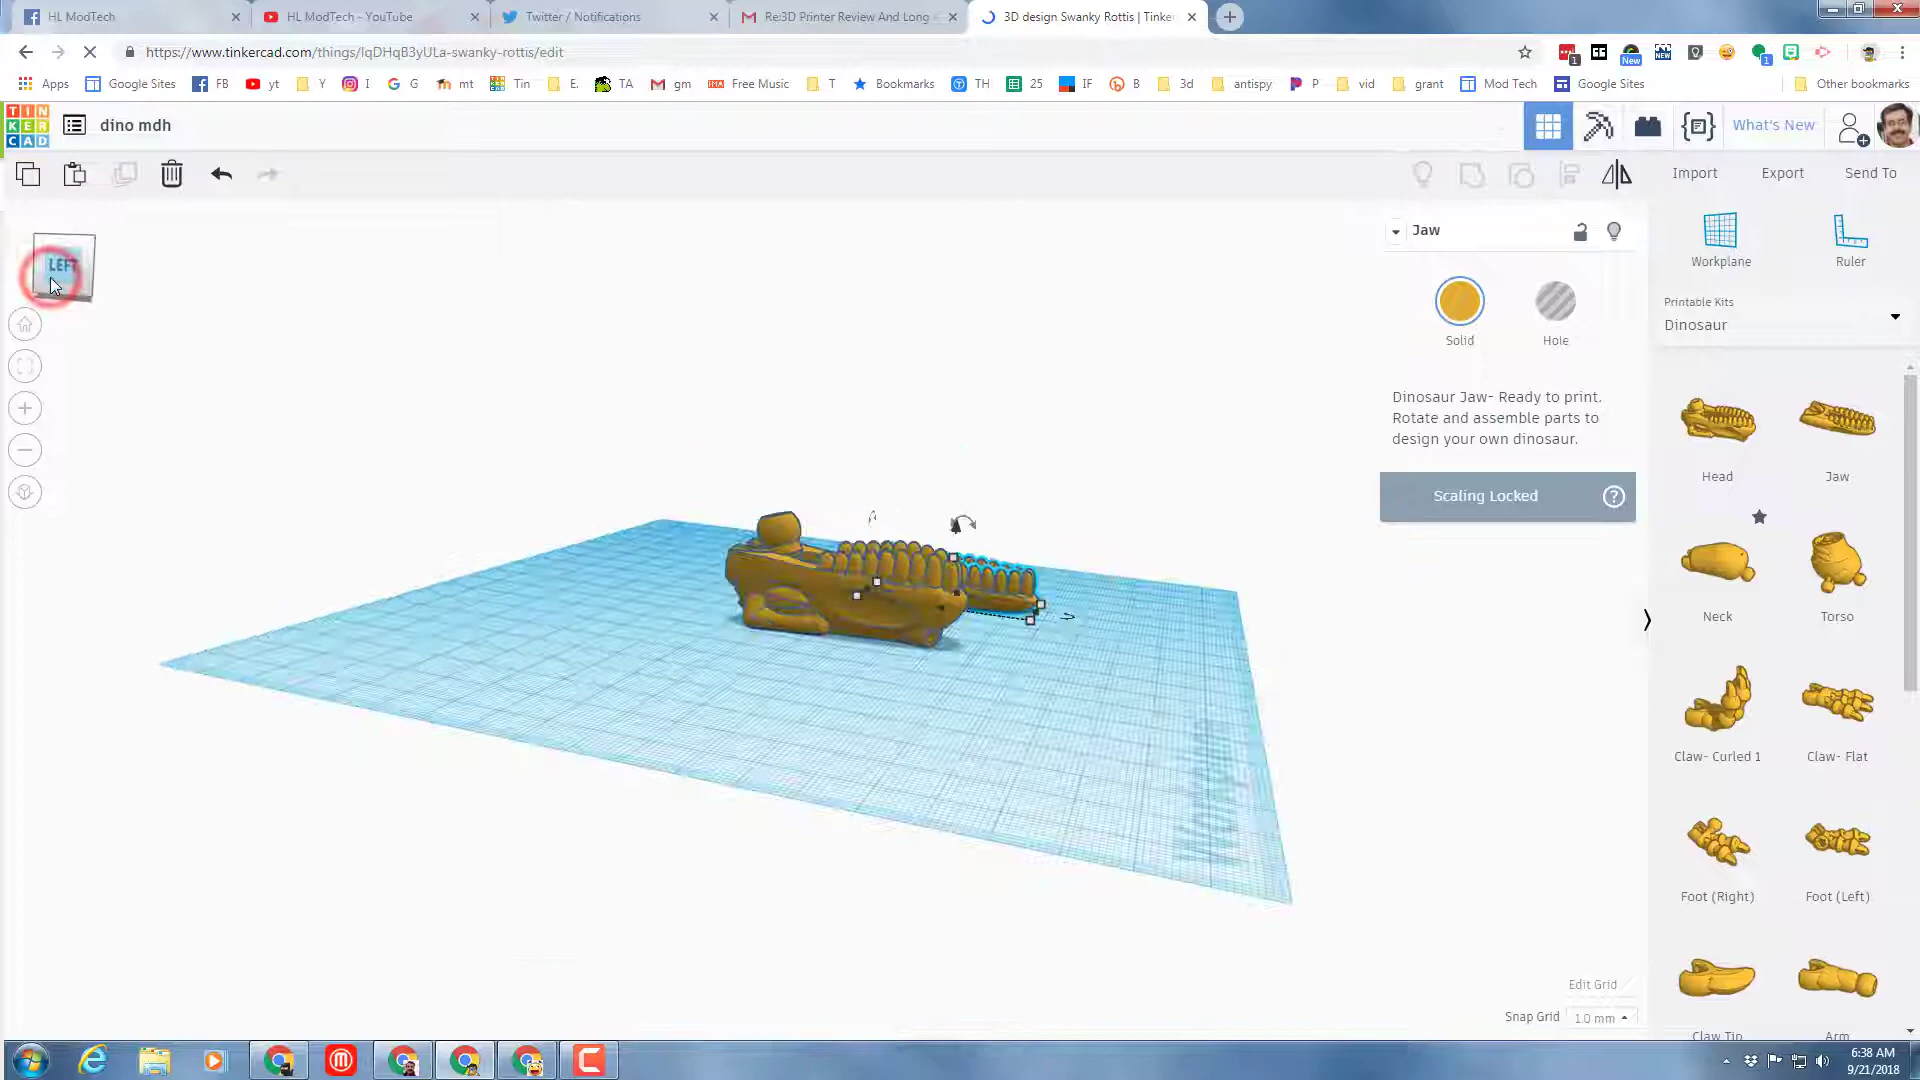 HL ModTech
HL ModTech - YouTube
Twitter / Notifications
Re:3D Printer Review And Long
3D design Swanky Rottis | Tinke
https://www.tinkercad.com/things/lqDHqB3yULa-swanky-rottis/edit
Apps
Google Sites
FB
yt
Y
I
G
mt
Tin
E.
TA
gm
Free Music
T
Bookmarks
TH
25
IF
B
3d
antispy
P
vid
grant
Mod Tech
Google Sites
Other bookmarks
New
1
1
TIN
KER
CAD
dino mdh
What's New
Import
Export
Send To
LEFT
Jaw
Solid
Hole
Dinosaur Jaw- Ready to print.
Rotate and assemble parts to
design your own dinosaur.
Scaling Locked
Workplane
Ruler
Printable Kits
Dinosaur
Head
Jaw
Neck
Torso
Claw- Curled 1
Claw- Flat
Foot (Right)
Foot (Left)
Claw Tip
Arm
Edit Grid
Snap Grid
1.0 mm
6:38 AM
9/21/2018